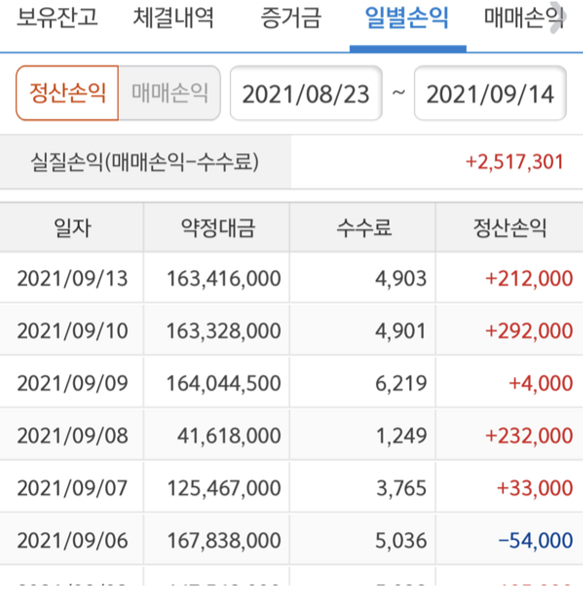 보유잔고 체결내역 증거금 일별손익 매매손익
정산손익 매매손익 2021/08/23 ~ 2021/09/14
실질손익(매매손익-수수료) +2,517,301
일자 약정대금 수수료 정산손익
2021/09/13 163,416,000 4,903 +212,000
2021/09/10 163,328,000 4,901 +292,000
2021/09/09 164,044,500 6,219 +4,000
2021/09/08 41,618,000 1,249 +232,000
2021/09/07 125,467,000 3,765 +33,000
2021/09/06 167,838,000 5,036 -54,000